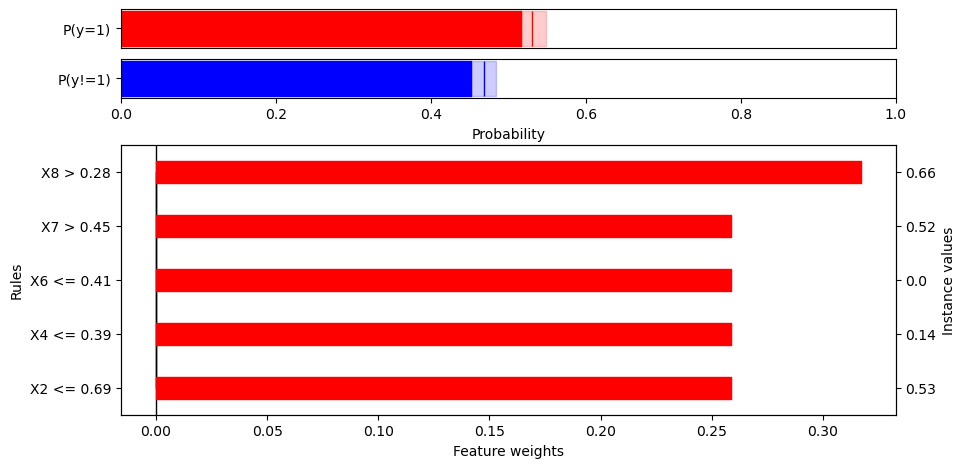 P(y=1)
P(y!=1)
0.0 0.2 0.4 0.6 0.8 1.0
Probability
X8 > 0.28 0.66
X7 > 0.45 0.52
X6 <= 0.41 0.0
X4 <= 0.39 0.14
X2 <= 0.69 0.53
Rules
Instance values
0.00 0.05 0.10 0.15 0.20 0.25 0.30
Feature weights